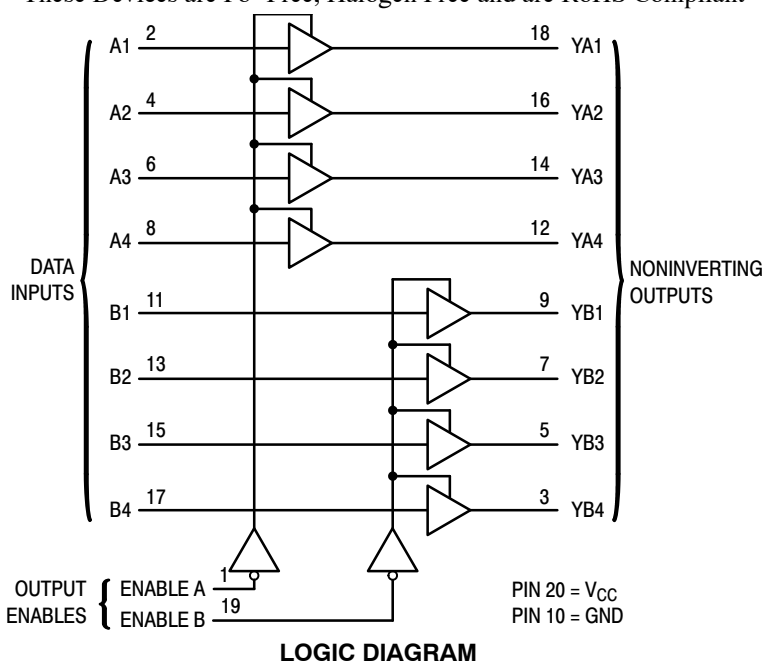 These Devices are Pb-Free, Halogen Free and are RoHS Compliant
A1 2 18 YA1
A2 4 16 YA2
A3 6 14 YA3
A4 8 12 YA4
DATA INPUTS
NONINVERTING OUTPUTS
B1 11 9 YB1
B2 13 7 YB2
B3 15 5 YB3
B4 17 3 YB4
OUTPUT ENABLES
ENABLE A 1
ENABLE B 19
PIN 20 = VCC
PIN 10 = GND
LOGIC DIAGRAM